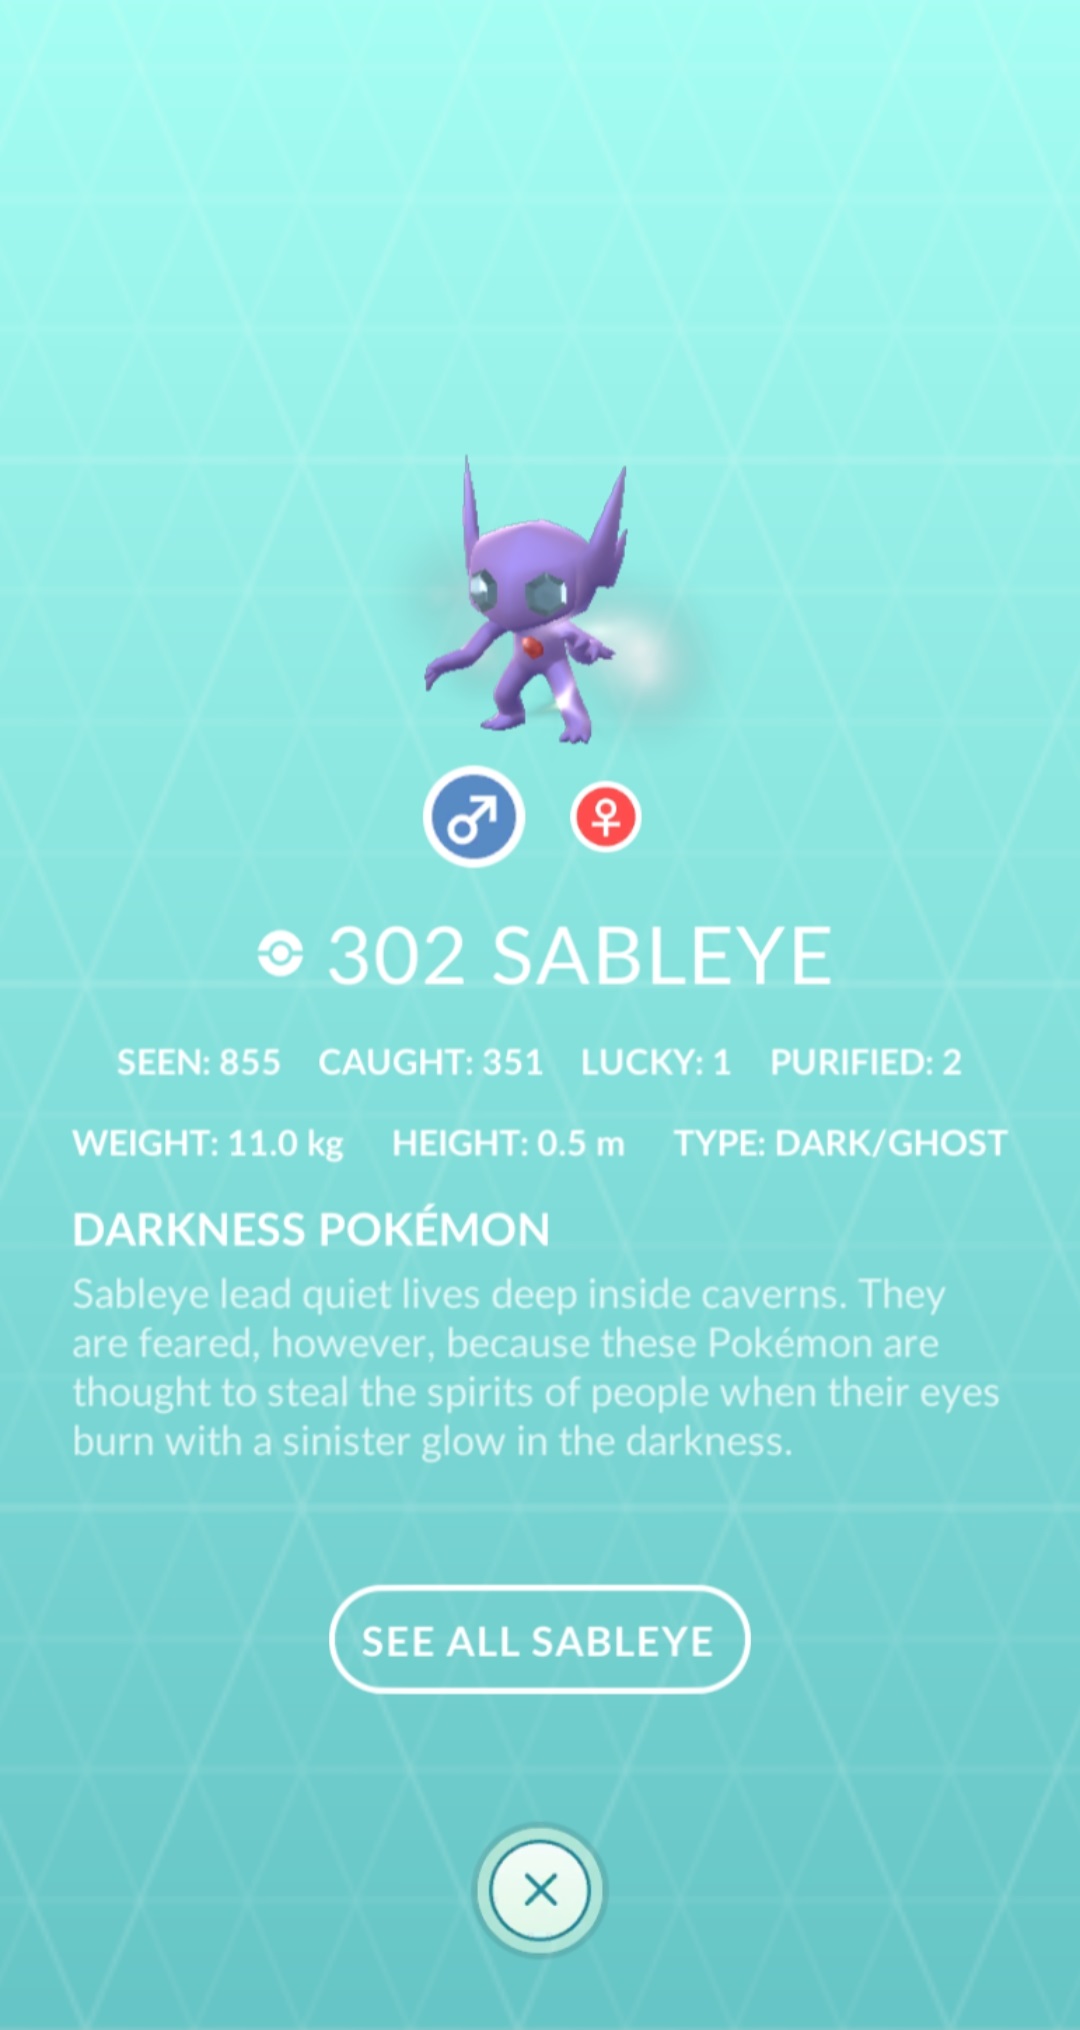 302 SABLEYE
SEEN: 855 CAUGHT: 351 LUCKY: 1 PURIFIED: 2
WEIGHT: 11.0 kg HEIGHT: 0.5 m TYPE: DARK/GHOST
DARKNESS POKÉMON
Sableye lead quiet lives deep inside caverns. They
are feared, however, because these Pokémon are
thought to steal the spirits of people when their eyes
burn with a sinister glow in the darkness.
SEE ALL SABLEYE